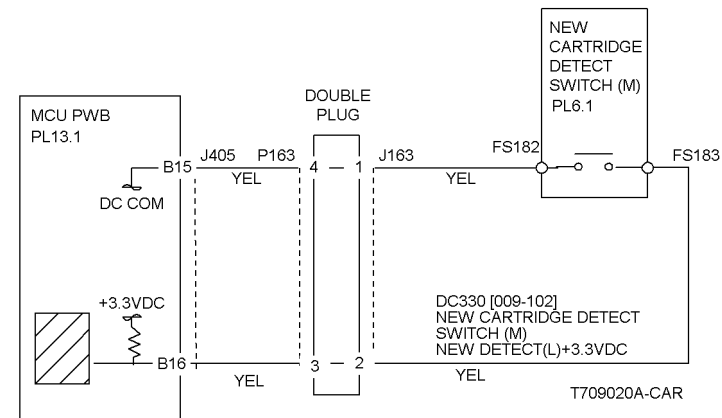 NEW
CARTRIDGE
DETECT
SWITCH (M)
PL6.1
DOUBLE
PLUG
MCU PWB
PL13.1
B15
J405
P163
4 – 1
J163
FS182
FS183
YEL
YEL
DC COM
+3.3VDC
DC330 [009-102]
NEW CARTRIDGE DETECT
SWITCH (M)
NEW DETECT(L)+3.3VDC
B16
3 – 2
YEL
YEL
T709020A-CAR